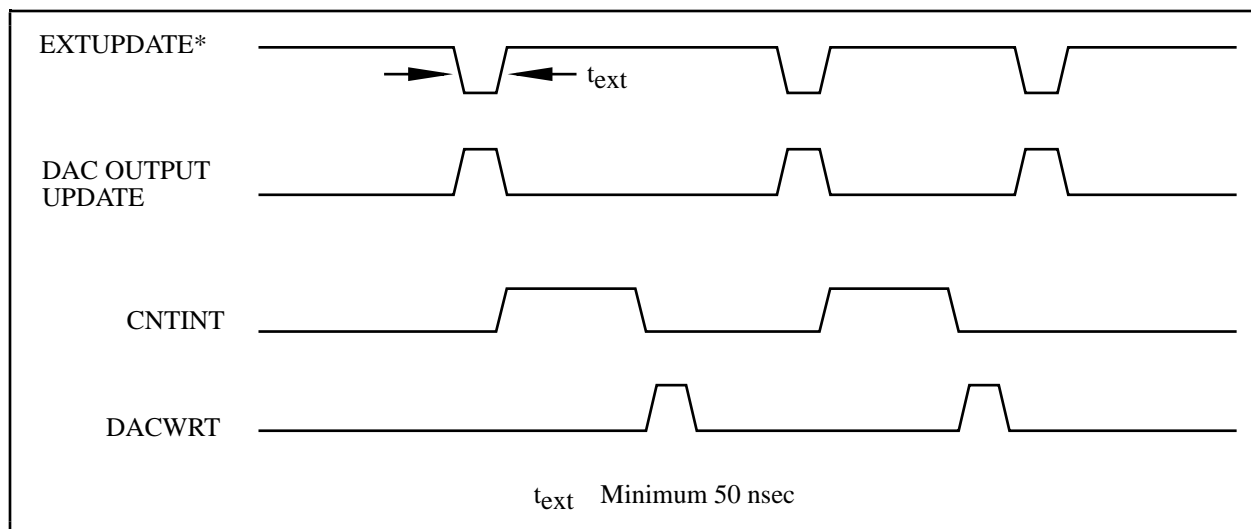 EXTUPDATE*
t_ext
DAC OUTPUT
UPDATE
CNTINT
DACWRT
t_ext Minimum 50 nsec